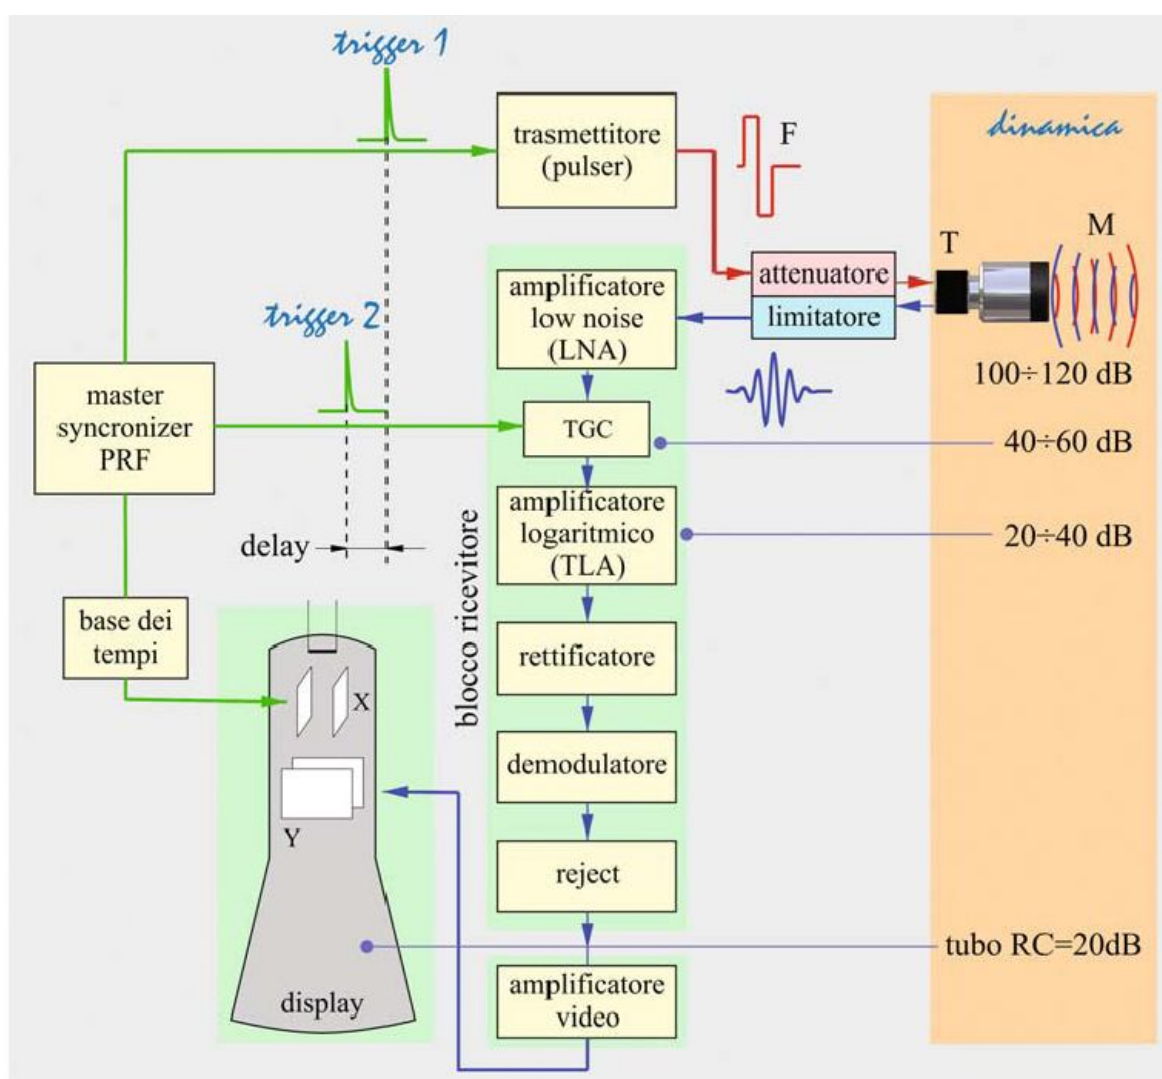 trigger 1
trasmettitore
(pulser)
F
dinamica
T
M
attenuatore
limitatore
amplificatore
low noise
(LNA)
trigger 2
100÷120 dB
master
syncronizer
PRF
TGC
40÷60 dB
amplificatore
logaritmico
(TLA)
20÷40 dB
delay
blocco ricevitore
base dei
tempi
rettificatore
X
demodulatore
Y
reject
tubo RC=20dB
amplificatore
video
display